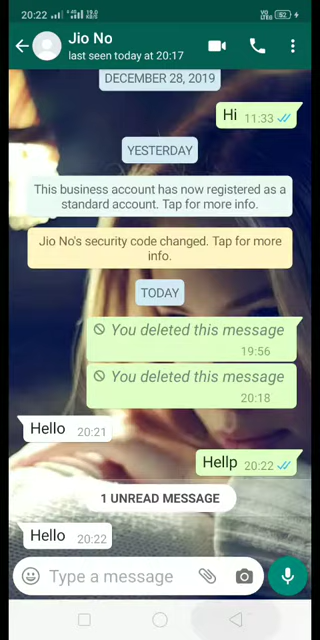 20:22
Jio No
last seen today at 20:17
DECEMBER 28, 2019
Hi 11:33
YESTERDAY
This business account has now registered as a
standard account. Tap for more info.
Jio No's security code changed. Tap for more
info.
TODAY
You deleted this message
19:56
You deleted this message
20:18
Hello 20:21
Hellp 20:22
1 UNREAD MESSAGE
Hello 20:22
Type a message